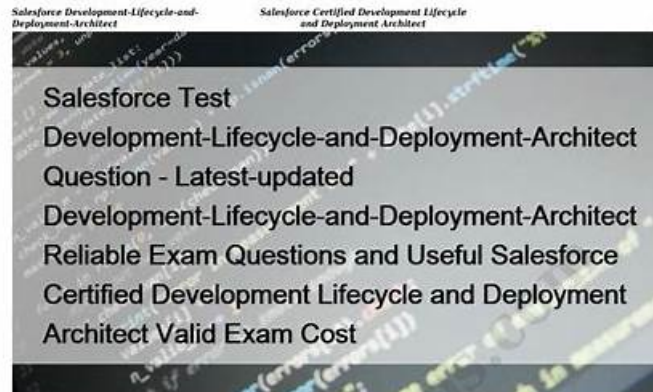 Salesforce Development-Lifecycle-and-
Deployment-Architect
Salesforce Certified Development Lifecycle
and Deployment Architect
Salesforce Test
Development-Lifecycle-and-Deployment-Architect
Question - Latest-updated
Development-Lifecycle-and-Deployment-Architect
Reliable Exam Questions and Useful Salesforce
Certified Development Lifecycle and Deployment
Architect Valid Exam Cost